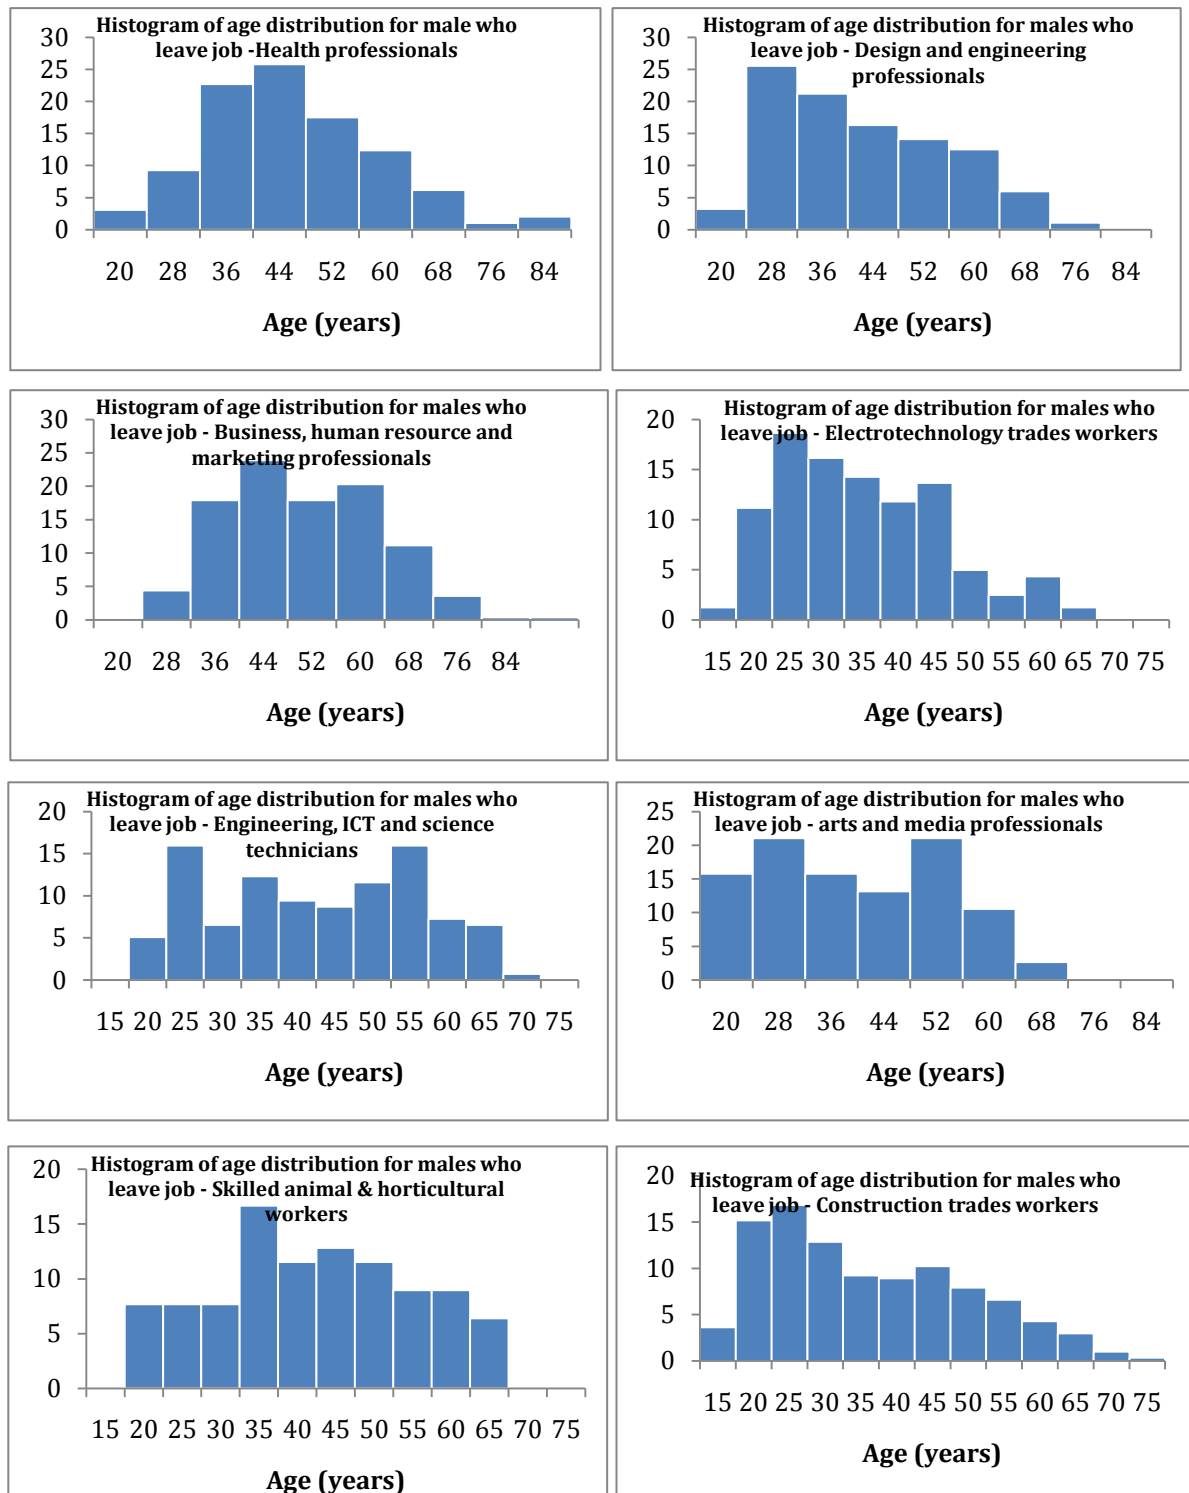 Histogram of age distribution for male who
leave job -Health professionals
30
25
20
15
10
5
0
20 28 36 44 52 60 68 76 84
Age (years)
Histogram of age distribution for males who
leave job - Design and engineering
professionals
30
25
20
15
10
5
0
20 28 36 44 52 60 68 76 84
Age (years)
Histogram of age distribution for males who
leave job - Business, human resource and
marketing professionals
30
25
20
15
10
5
0
20 28 36 44 52 60 68 76 84
Age (years)
Histogram of age distribution for males who
leave job - Electrotechnology trades workers
20
15
10
5
0
15 20 25 30 35 40 45 50 55 60 65 70 75
Age (years)
Histogram of age distribution for males who
leave job - Engineering, ICT and science
technicians
20
15
10
5
0
15 20 25 30 35 40 45 50 55 60 65 70 75
Age (years)
Histogram of age distribution for males who
leave job - arts and media professionals
25
20
15
10
5
0
20 28 36 44 52 60 68 76 84
Age (years)
Histogram of age distribution for males who
leave job - Skilled animal & horticultural
workers
20
15
10
5
0
15 20 25 30 35 40 45 50 55 60 65 70 75
Age (years)
Histogram of age distribution for males who
leave job - Construction trades workers
20
15
10
5
0
15 20 25 30 35 40 45 50 55 60 65 70 75
Age (years)